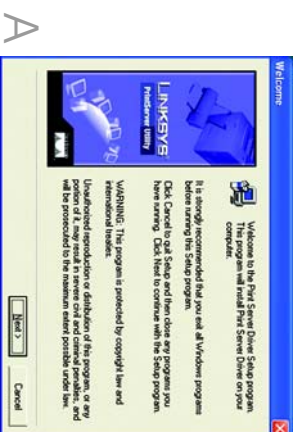 A
Welcome
LINKSYS
PrintServer Utility
Welcome to the Print Server Driver Setup program.
This program will install Print Server Driver on your
computer.
It is strongly recommended that you exit all Windows programs
before running this Setup program.
Click Cancel to quit Setup and then close any programs you
have running. Click Next to continue with the Setup program.
WARNING: This program is protected by copyright law and
international treaties.
Unauthorized reproduction or distribution of this program, or any
portion of it, may result in severe civil and criminal penalties, and
will be prosecuted to the maximum extent possible under law.
Next >
Cancel